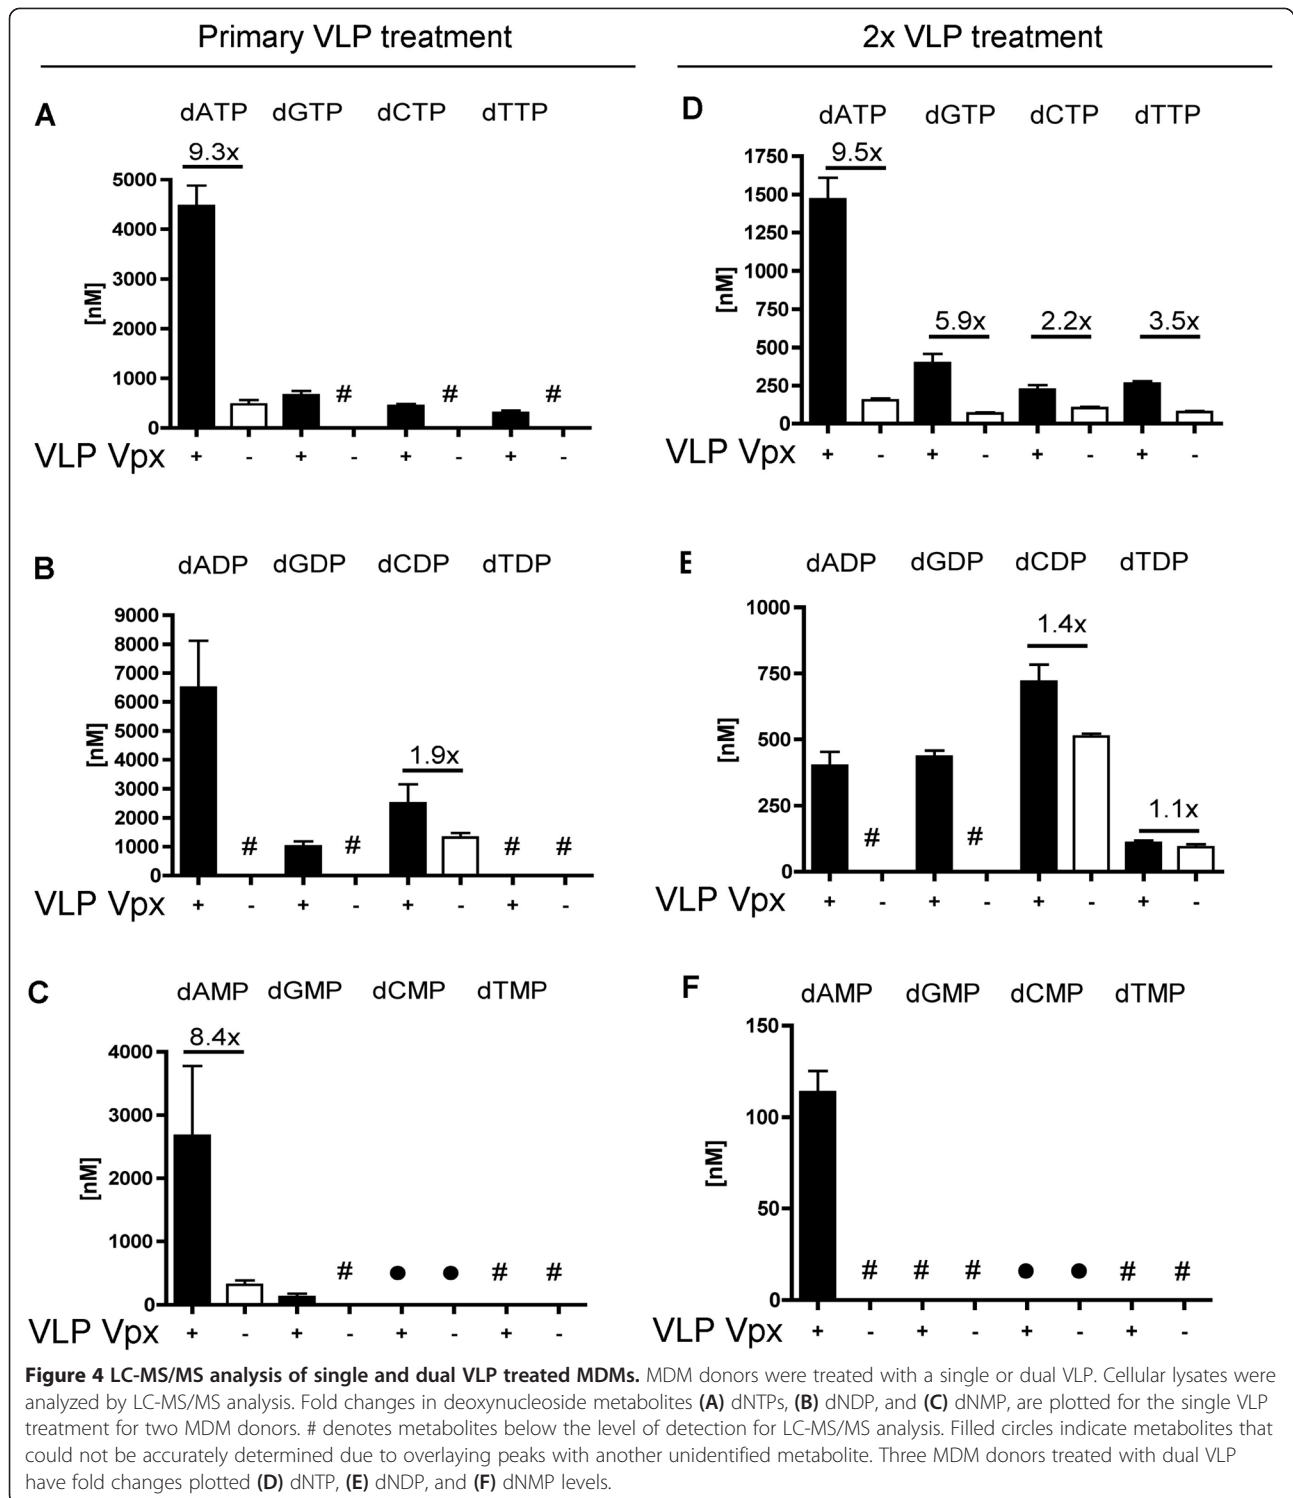 Primary VLP treatment
2x VLP treatment
A
dATP dGTP dCTP dTTP
9.3x
5000
4000
3000
2000
1000
0
[nM]
# # #
VLP Vpx + - + - + - + -
D
dATP dGTP dCTP dTTP
9.5x
5.9x 2.2x 3.5x
1750
1500
1250
1000
750
500
250
0
[nM]
VLP Vpx + - + - + - + -
B
dADP dGDP dCDP dTDP
9000
8000
7000
6000
5000
4000
3000
2000
1000
0
[nM]
1.9x
# # # #
VLP Vpx + - + - + - + -
E
dADP dGDP dCDP dTDP
1000
750
500
250
0
[nM]
1.4x
1.1x
# #
VLP Vpx + - + - + - + -
C
dAMP dGMP dCMP dTMP
8.4x
4000
3000
2000
1000
0
[nM]
# ● ● # #
VLP Vpx + - + - + - + -
F
dAMP dGMP dCMP dTMP
150
100
50
0
[nM]
# # # ● ● # #
VLP Vpx + - + - + - + -
Figure 4 LC-MS/MS analysis of single and dual VLP treated MDMs. MDM donors were treated with a single or dual VLP. Cellular lysates were
analyzed by LC-MS/MS analysis. Fold changes in deoxynucleoside metabolites (A) dNTPs, (B) dNDP, and (C) dNMP, are plotted for the single VLP
treatment for two MDM donors. # denotes metabolites below the level of detection for LC-MS/MS analysis. Filled circles indicate metabolites that
could not be accurately determined due to overlaying peaks with another unidentified metabolite. Three MDM donors treated with dual VLP
have fold changes plotted (D) dNTP, (E) dNDP, and (F) dNMP levels.